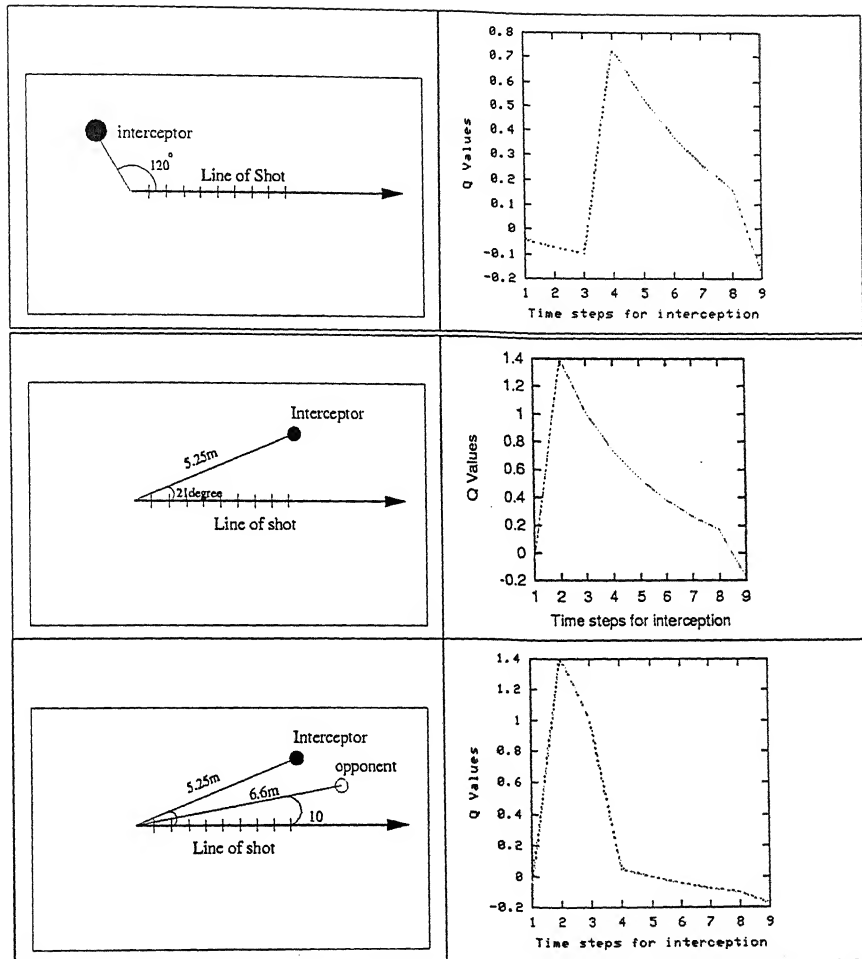 interceptor
120°
Line of Shot
0.8
0.7
0.6
0.5
0.4
0.3
0.2
0.1
0
-0.1
-0.2
Q Values
1 2 3 4 5 6 7 8 9
Time steps for interception
Interceptor
5.25m
21degree
Line of shot
1.4
1.2
1
0.8
0.6
0.4
0.2
0
-0.2
Q Values
1 2 3 4 5 6 7 8 9
Time steps for interception
Interceptor
opponent
5.25m
6.6m
10
Line of shot
1.4
1.2
1
0.8
0.6
0.4
0.2
0
-0.2
Q Values
1 2 3 4 5 6 7 8 9
Time steps for interception